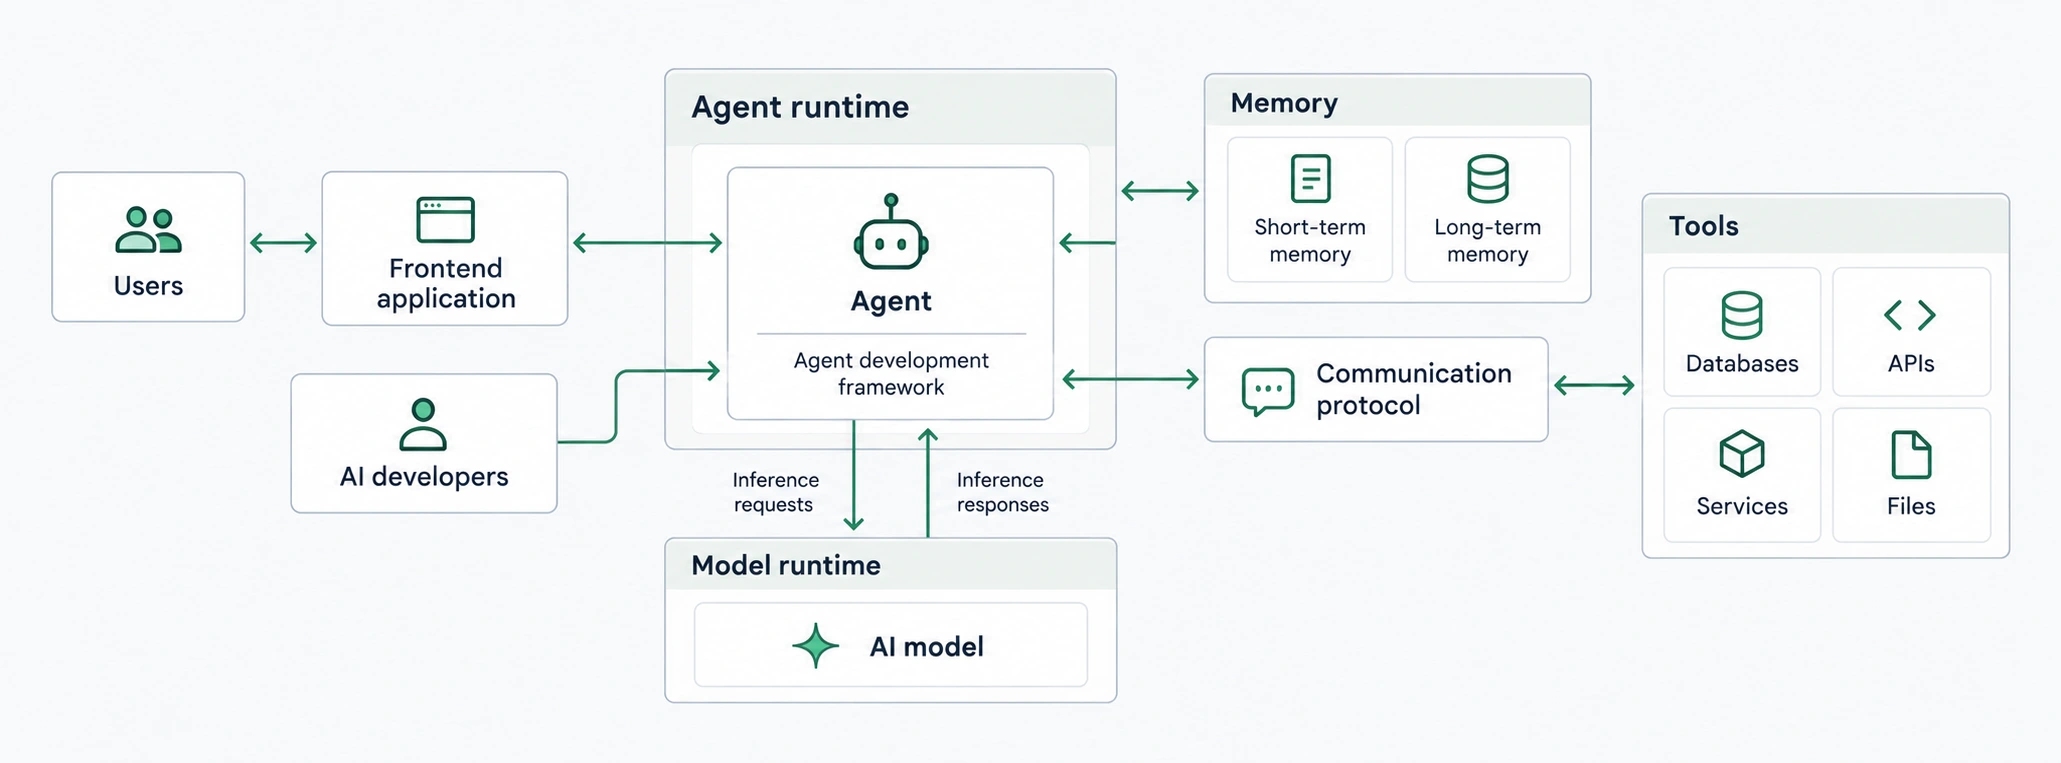 Agent runtime
Memory
Short-term
memory
Long-term
memory
Users
Frontend
application
Agent
Agent development
framework
Communication
protocol
Tools
Databases
APIs
Services
Files
AI developers
Inference
requests
Inference
responses
Model runtime
AI model